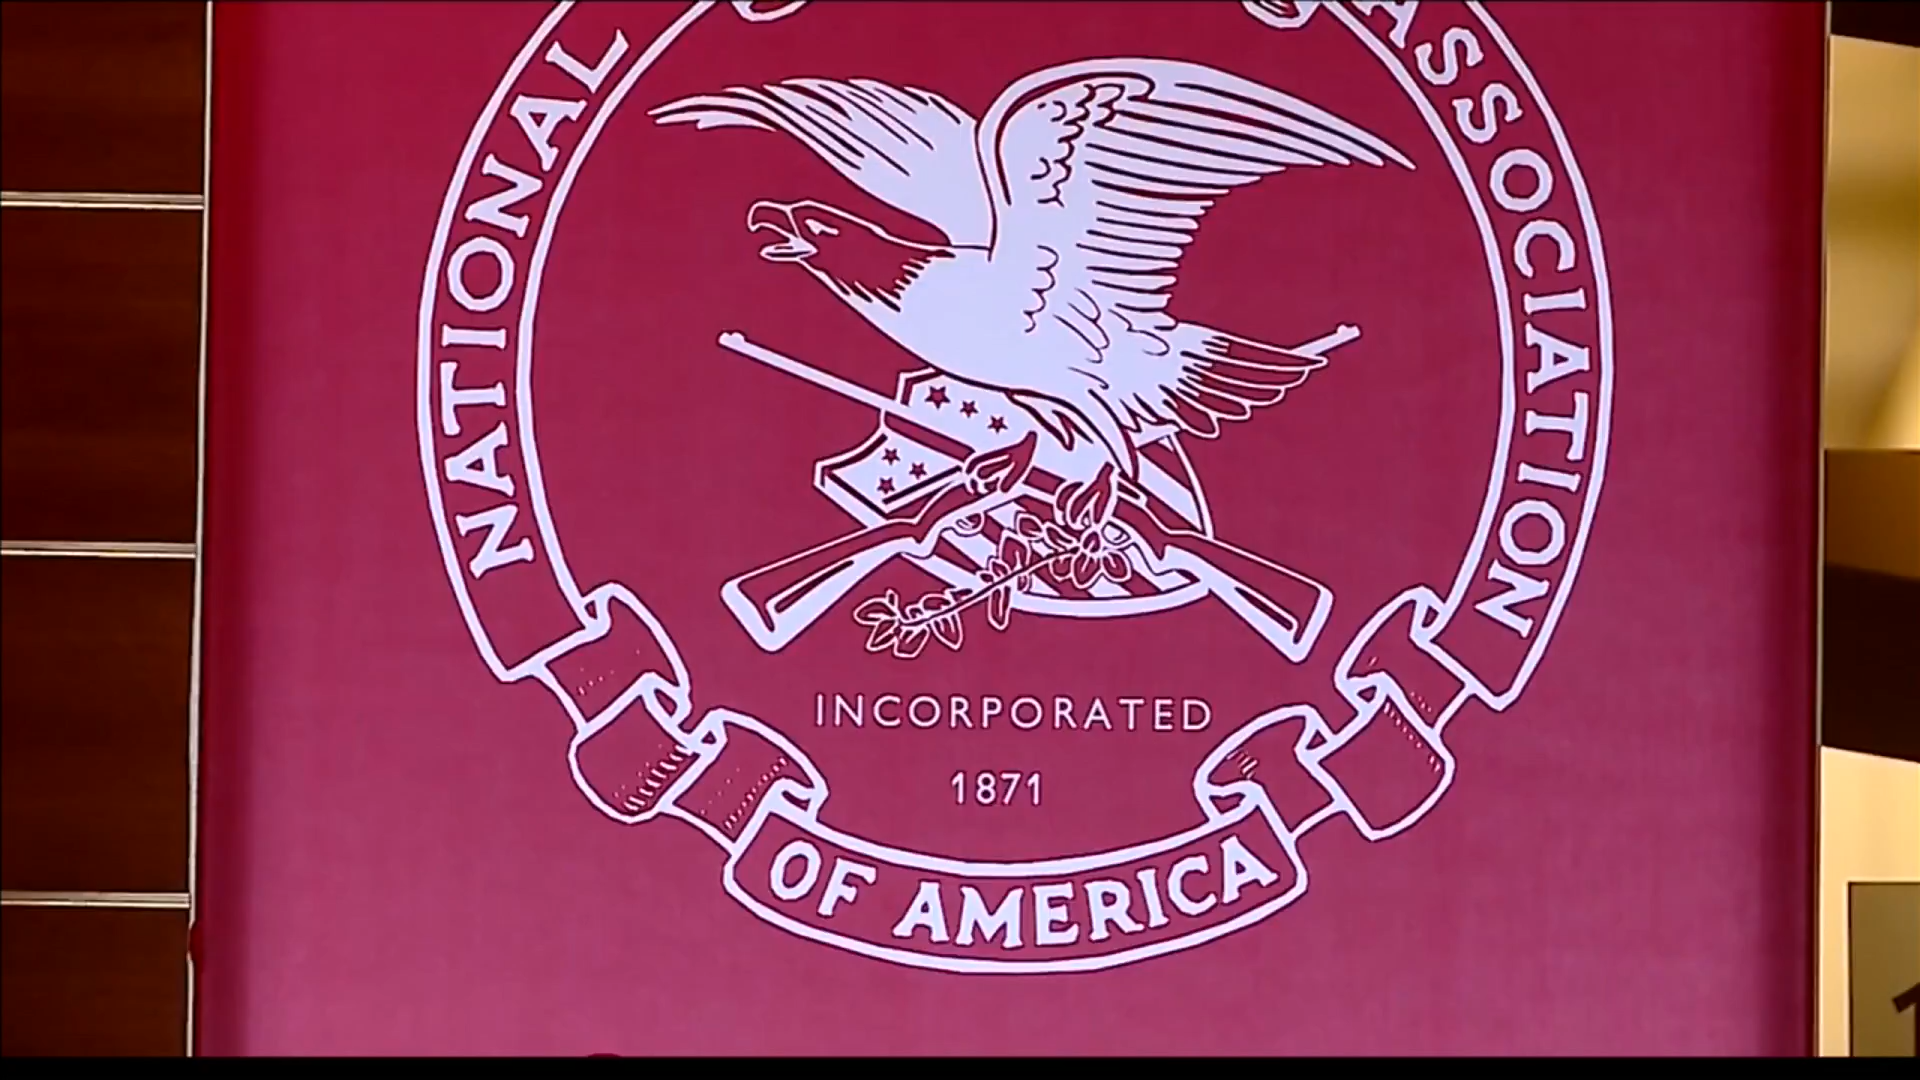 NATIONAL
ASSOCIATION
INCORPORATED
1871
OF AMERICA